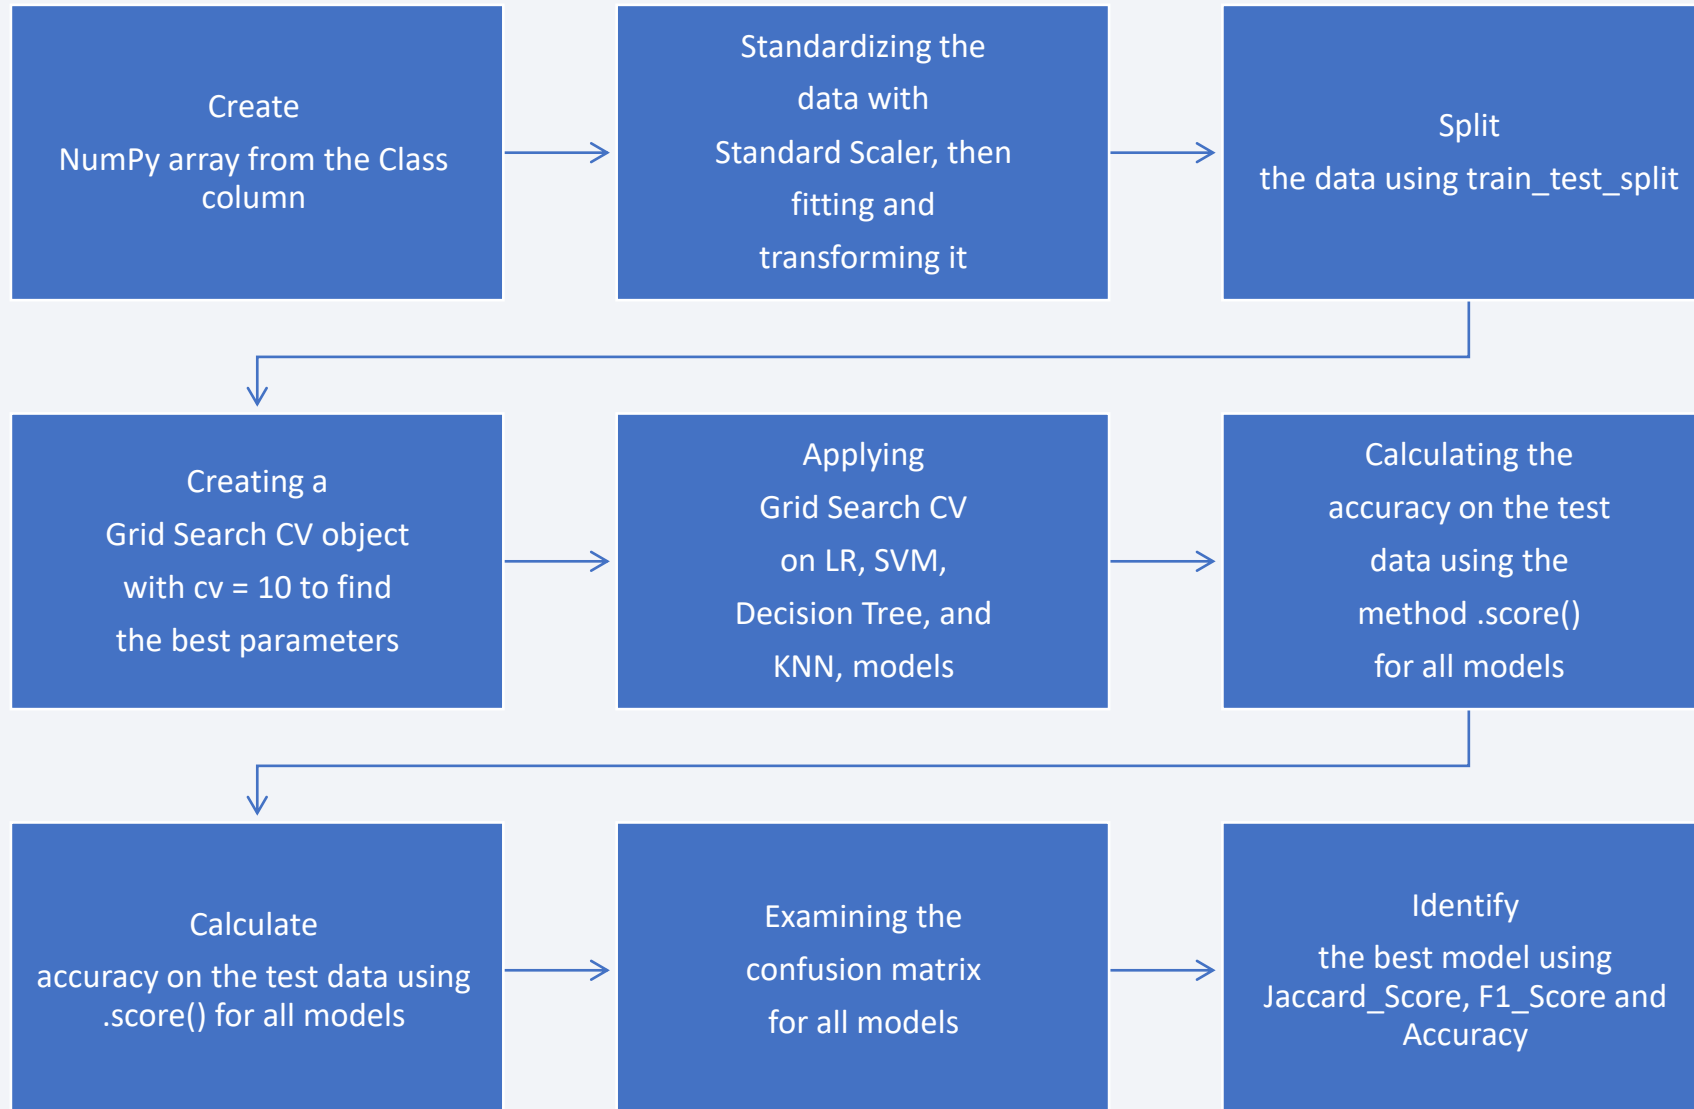 Create
NumPy array from the Class
column
Standardizing the
data with
Standard Scaler, then
fitting and
transforming it
Split
the data using train_test_split
Creating a
Grid Search CV object
with cv = 10 to find
the best parameters
Applying
Grid Search CV
on LR, SVM,
Decision Tree, and
KNN, models
Calculating the
accuracy on the test
data using the
method .score()
for all models
Calculate
accuracy on the test data using
.score() for all models
Examining the
confusion matrix
for all models
Identify
the best model using
Jaccard_Score, F1_Score and
Accuracy